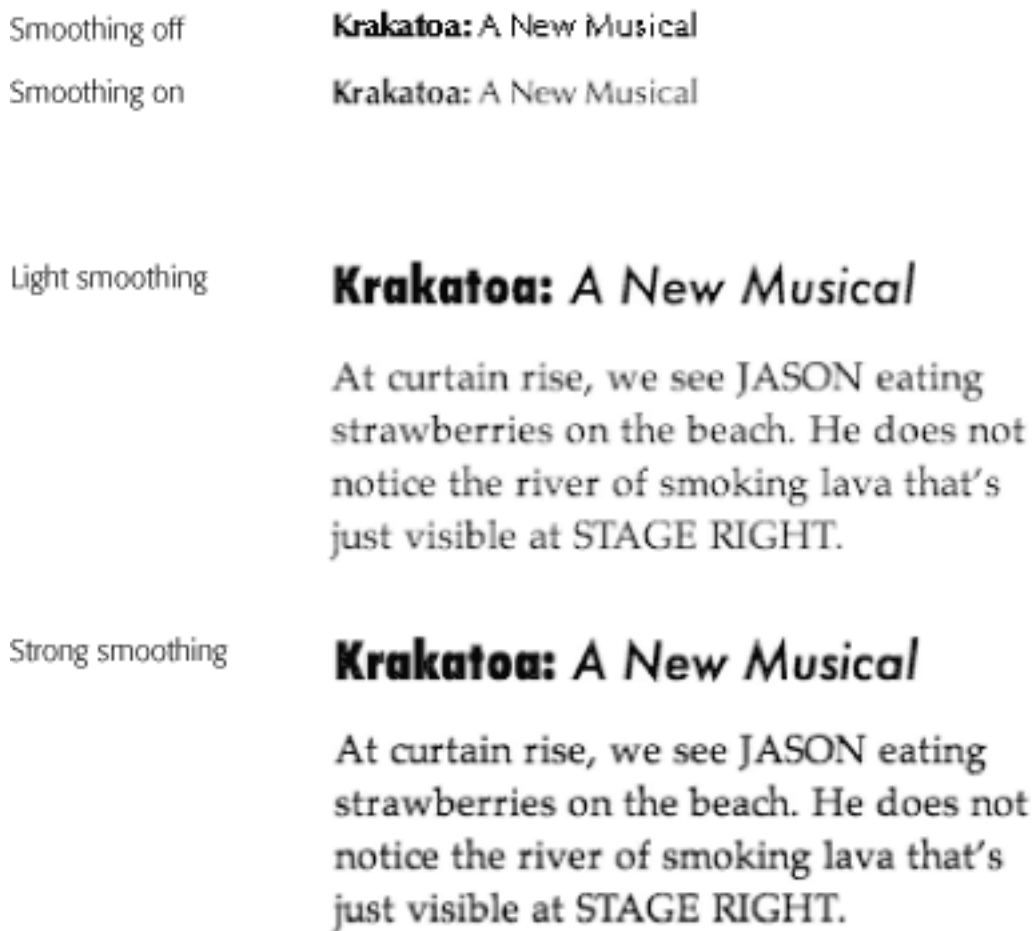 Smoothing off Krakatoa: A New Musical
Smoothing on Krakatoa: A New Musical
Light smoothing Krakatoa: A New Musical
At curtain rise, we see JASON eating
strawberries on the beach. He does not
notice the river of smoking lava that's
just visible at STAGE RIGHT.
Strong smoothing Krakatoa: A New Musical
At curtain rise, we see JASON eating
strawberries on the beach. He does not
notice the river of smoking lava that's
just visible at STAGE RIGHT.